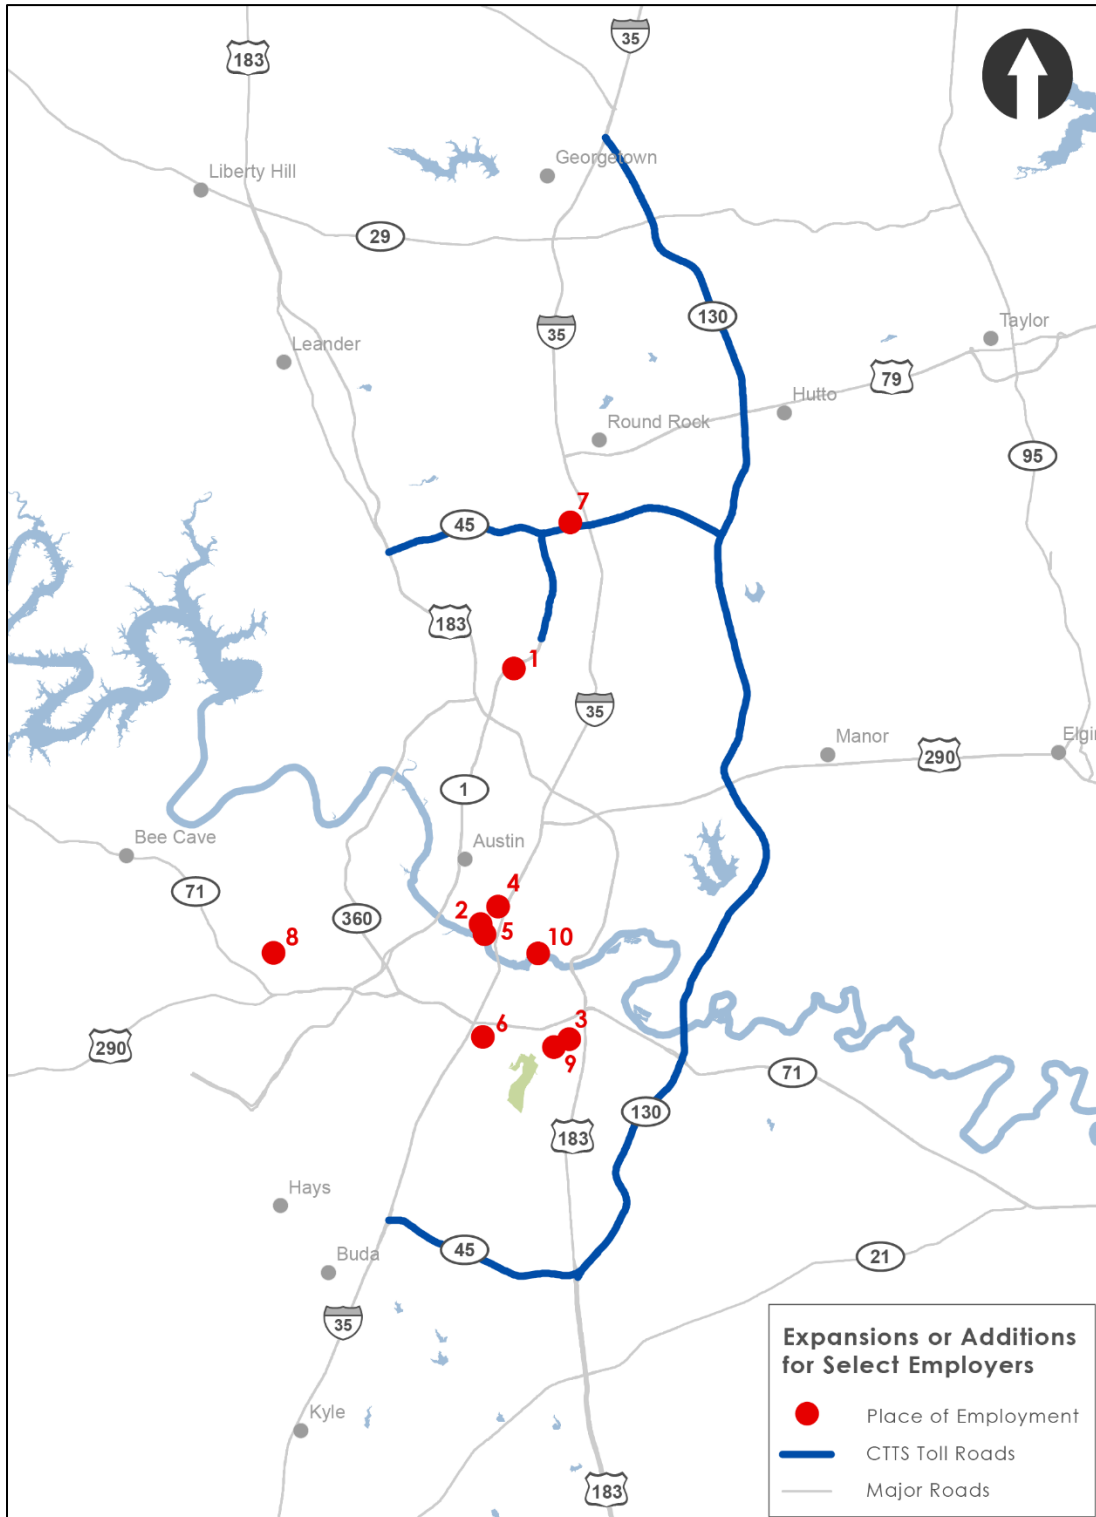 35
183
Georgetown
Liberty Hill
29
130
35
Taylor
Leander
79
Hutto
Round Rock
95
7
45
183
1
35
Manor
Elgin
290
1
Austin
Bee Cave
71
4
2
360
5
10
8
6
3
290
9
71
130
183
Hays
45
21
Buda
35
Expansions or Additions
for Select Employers
Kyle
Place of Employment
CTTS Toll Roads
183
Major Roads